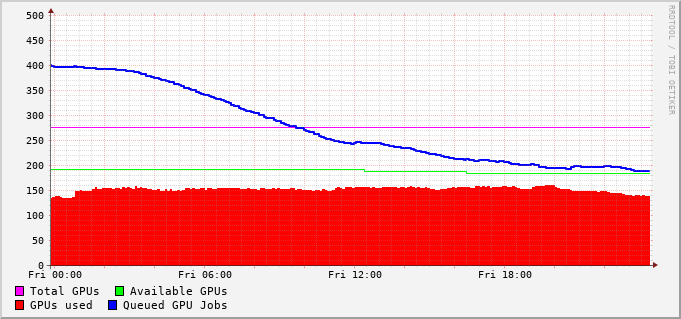 RRDTOOL / TOBI OETIKER
500
450
400
350
300
250
200
150
100
50
0
Fri 00:00 Fri 06:00 Fri 12:00 Fri 18:00
Total GPUs Available GPUs
GPUs used Queued GPU Jobs